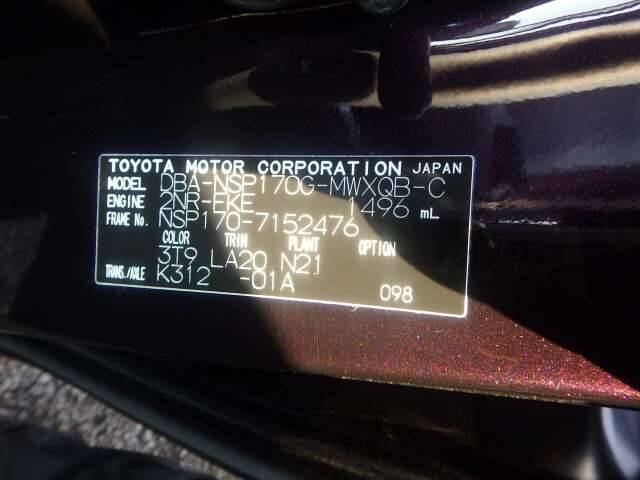 TOYOTA MOTOR CORPORATION JAPAN
MODEL DBA-NSP170G-MWXQB-C
ENGINE 2NR-FKE 1496 mL
FRAME No. NSP170-7152476
COLOR TRIM PLANT OPTION
3T9 LA20 N21
TRANS./AXLE K312 -01A
098